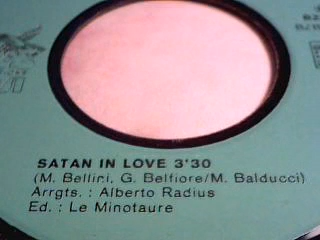 SATAN IN LOVE 3'30
(M. Bellini, G. Belfiore/M. Balducci)
Arrgts. : Alberto Radius
Ed. : Le Minotaure